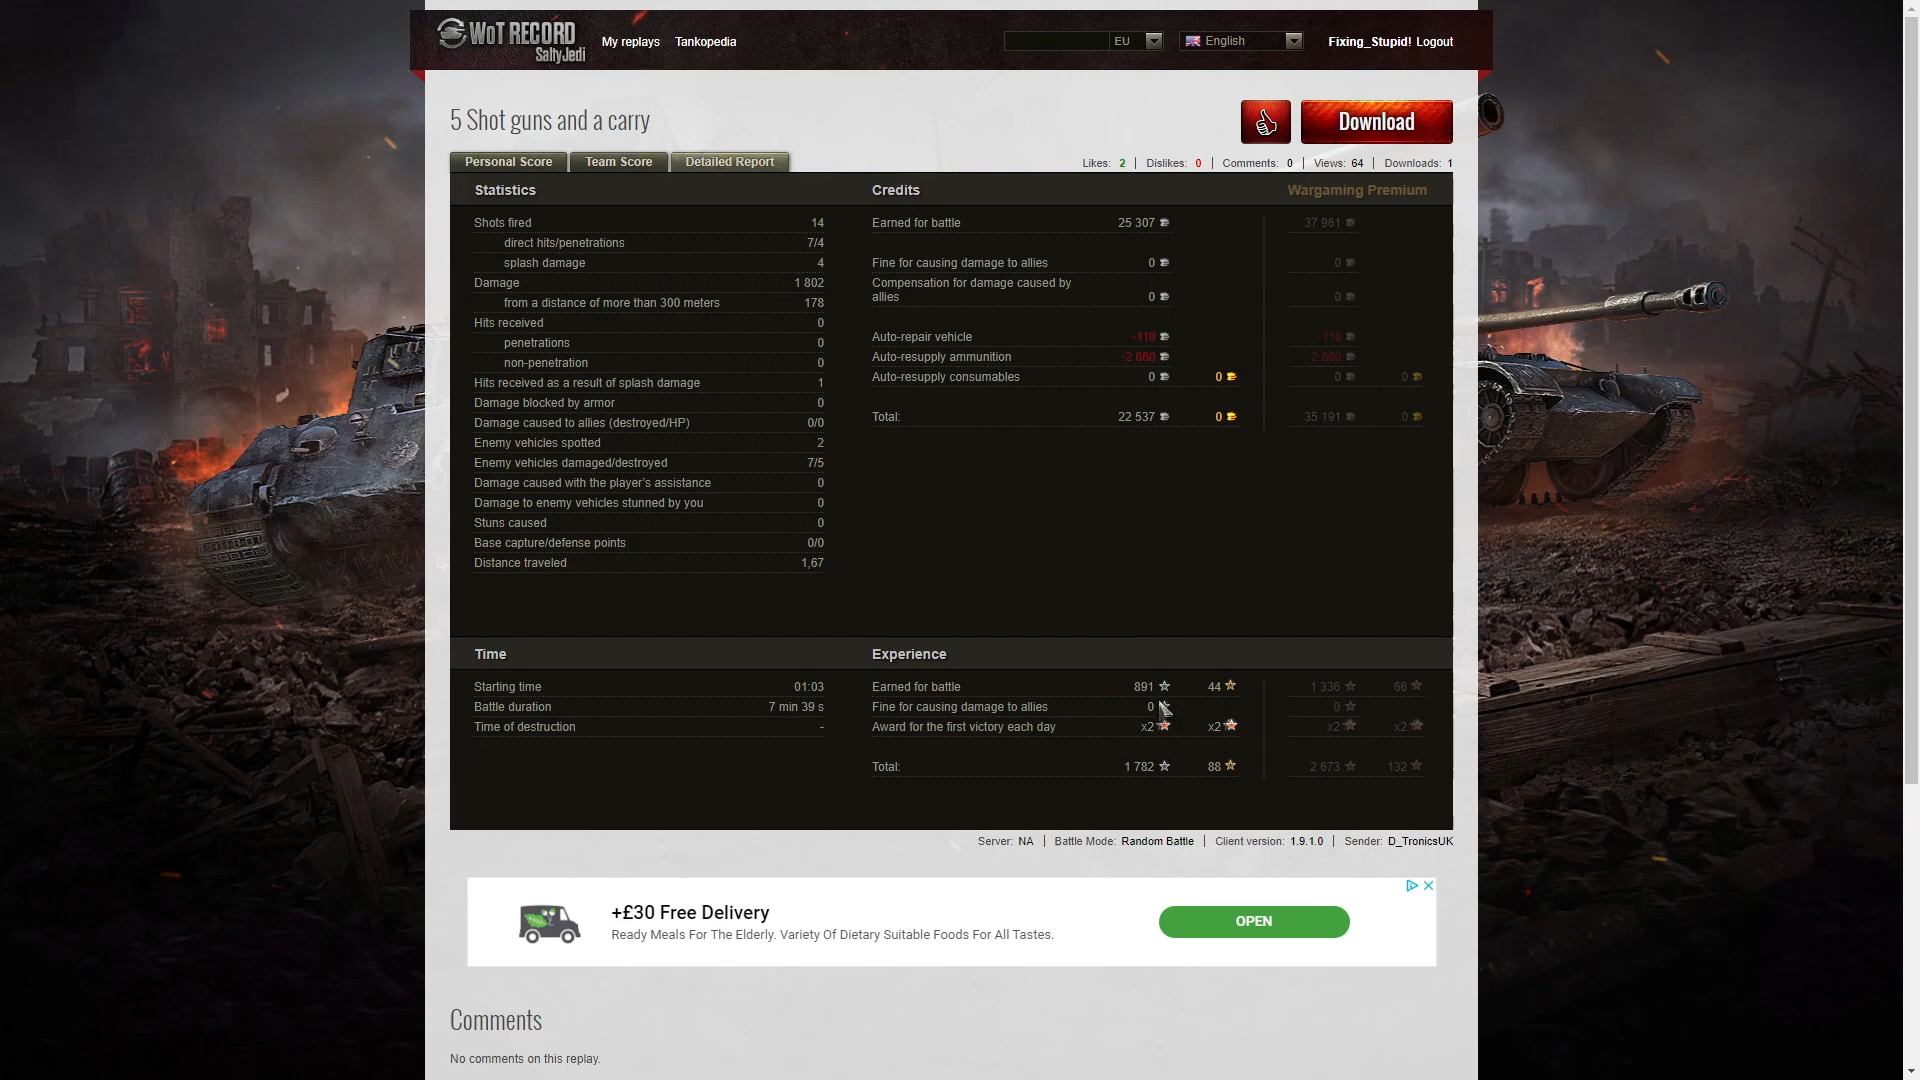 WoT RECORD
SaltyJedi
My replays Tankopedia
EU English Fixing_Stupid! Logout
5 Shot guns and a carry
Download
Personal Score Team Score Detailed Report
Likes: 2 | Dislikes: 0 | Comments: 0 | Views: 64 | Downloads: 1
Statistics
Shots fired 14
direct hits/penetrations 7/4
splash damage 4
Damage 1 802
from a distance of more than 300 meters 178
Hits received 0
penetrations 0
non-penetration 0
Hits received as a result of splash damage 1
Damage blocked by armor 0
Damage caused to allies (destroyed/HP) 0/0
Enemy vehicles spotted 2
Enemy vehicles damaged/destroyed 7/5
Damage caused with the player's assistance 0
Damage to enemy vehicles stunned by you 0
Stuns caused 0
Base capture/defense points 0/0
Distance traveled 1,67
Credits Wargaming Premium
Earned for battle 25 307 37 961
Fine for causing damage to allies 0 0
Compensation for damage caused by
allies 0 0
Auto-repair vehicle -110 -110
Auto-resupply ammunition -2 660 -2 660
Auto-resupply consumables 0 0 0 0
Total: 22 537 0 35 191 0
Time
Starting time 01:03
Battle duration 7 min 39 s
Time of destruction -
Experience
Earned for battle 891 44 1 336 66
Fine for causing damage to allies 0 0
Award for the first victory each day x2 x2 x2 x2
Total: 1 782 88 2 673 132
Server: NA | Battle Mode: Random Battle | Client version: 1.9.1.0 | Sender: D_TronicsUK
+£30 Free Delivery
Ready Meals For The Elderly. Variety Of Dietary Suitable Foods For All Tastes.
OPEN
Comments
No comments on this replay.